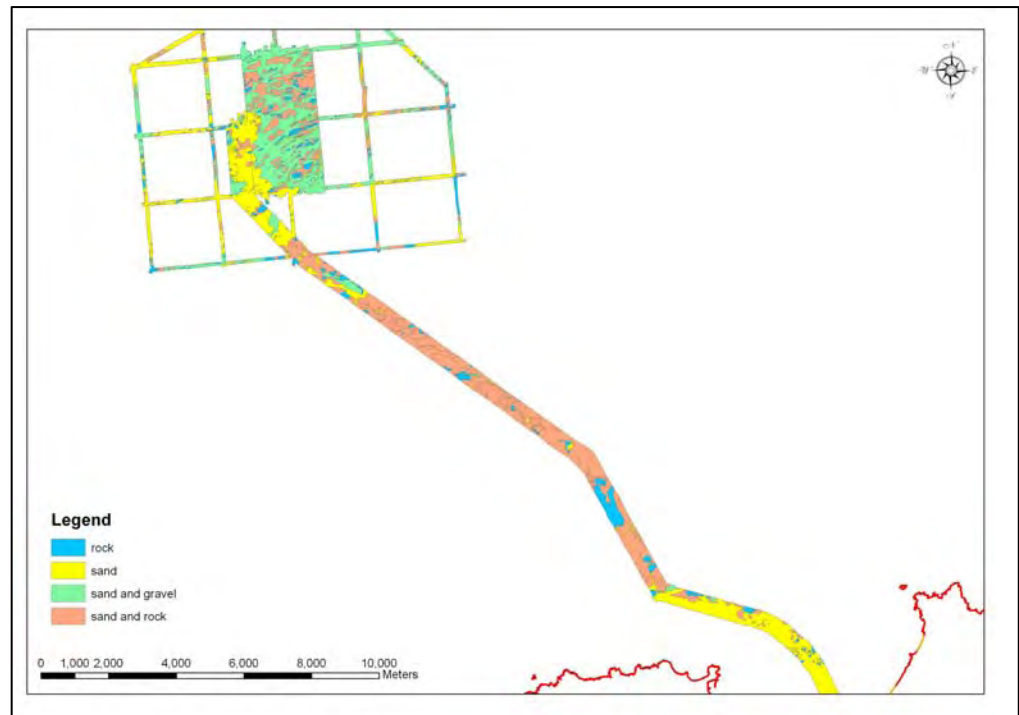 N
W
E
S
Legend
rock
sand
sand and gravel
sand and rock
0 1,000 2,000 4,000 6,000 8,000 10,000
Meters